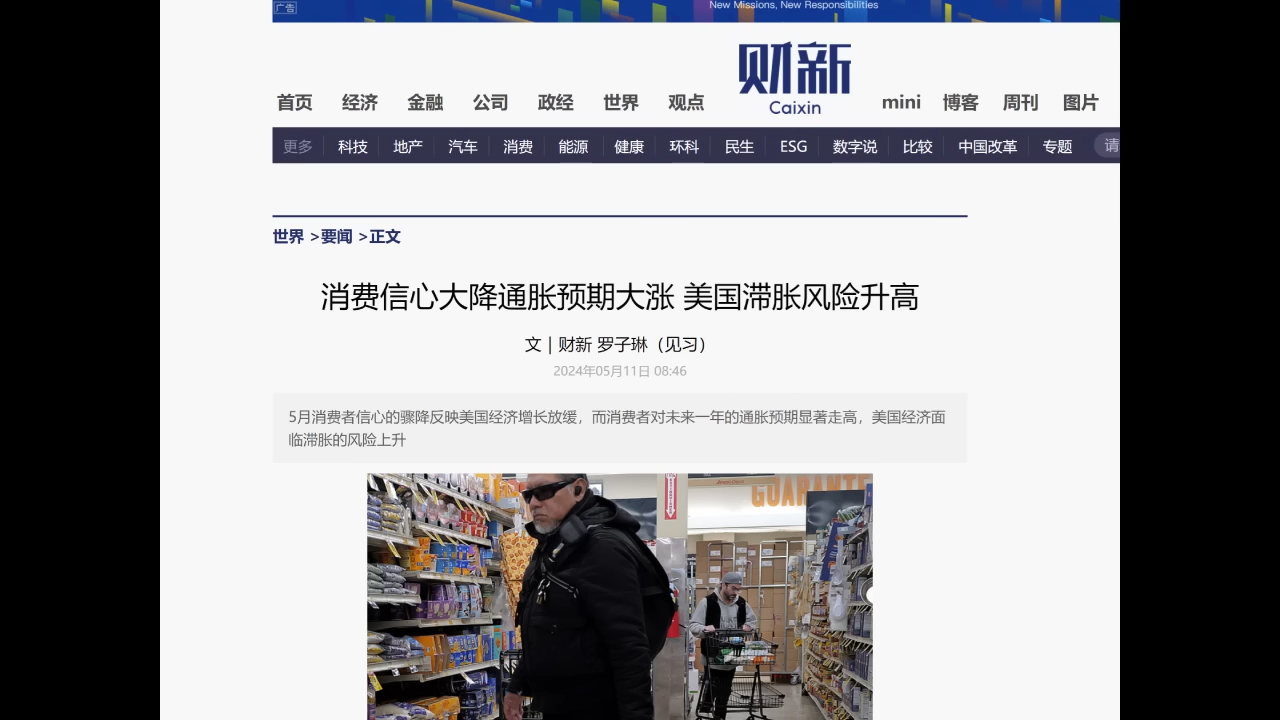 广告
New Missions, New Responsibilities
财新
Caixin
首页 经济 金融 公司 政经 世界 观点 mini 博客 周刊 图片
更多 科技 地产 汽车 消费 能源 健康 环科 民生 ESG 数字说 比较 中国改革 专题 请
世界 >要闻 >正文
消费信心大降通胀预期大涨 美国滞胀风险升高
文｜财新 罗子琳（见习）
2024年05月11日 08:46
5月消费者信心的骤降反映美国经济增长放缓，而消费者对未来一年的通胀预期显著走高，美国经济面
临滞胀的风险上升
GUARANTE